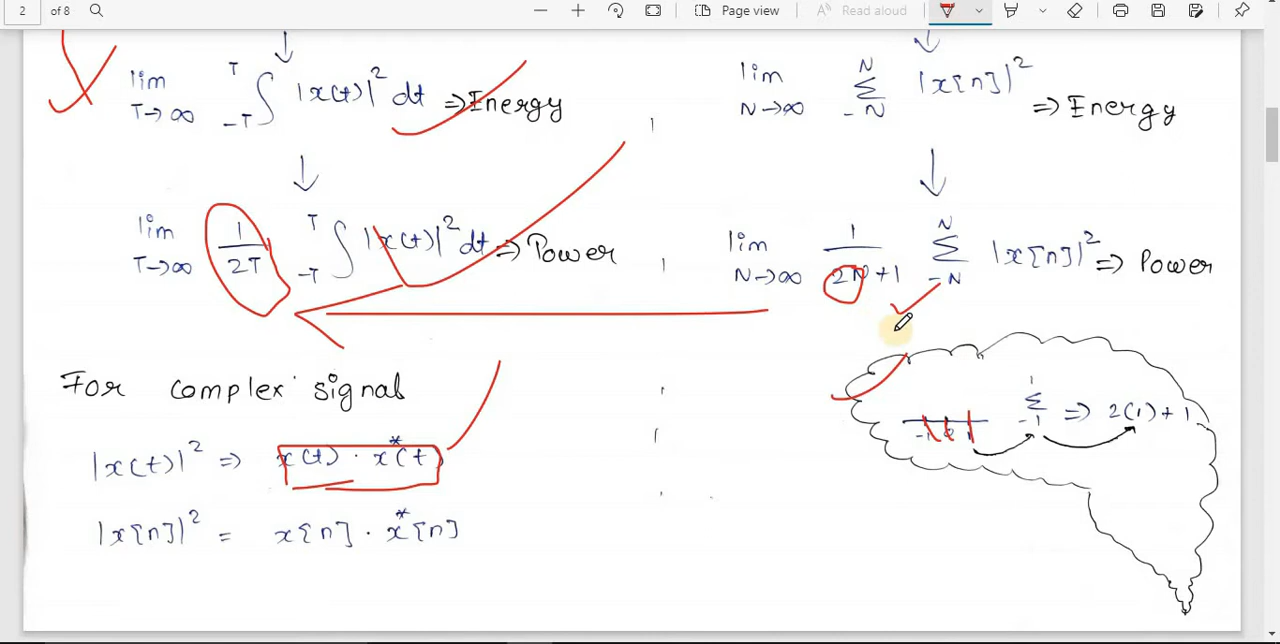 2 of 8 Page view Read aloud
lim T→∞ ∫_{-T}^{T} |x(t)|² dt ⇒ Energy
lim N→∞ Σ_{-N}^{N} |x[n]|² ⇒ Energy
lim T→∞ 1/2T ∫_{-T}^{T} |x(t)|² dt ⇒ Power
lim N→∞ 1/2N+1 Σ_{-N}^{N} |x[n]|² ⇒ Power
For complex signal
|x(t)|² ⇒ x(t) · x*(t
|x[n]|² = x[n] · x*[n]
Σ_{-1}^{1} ⇒ 2(1)+1